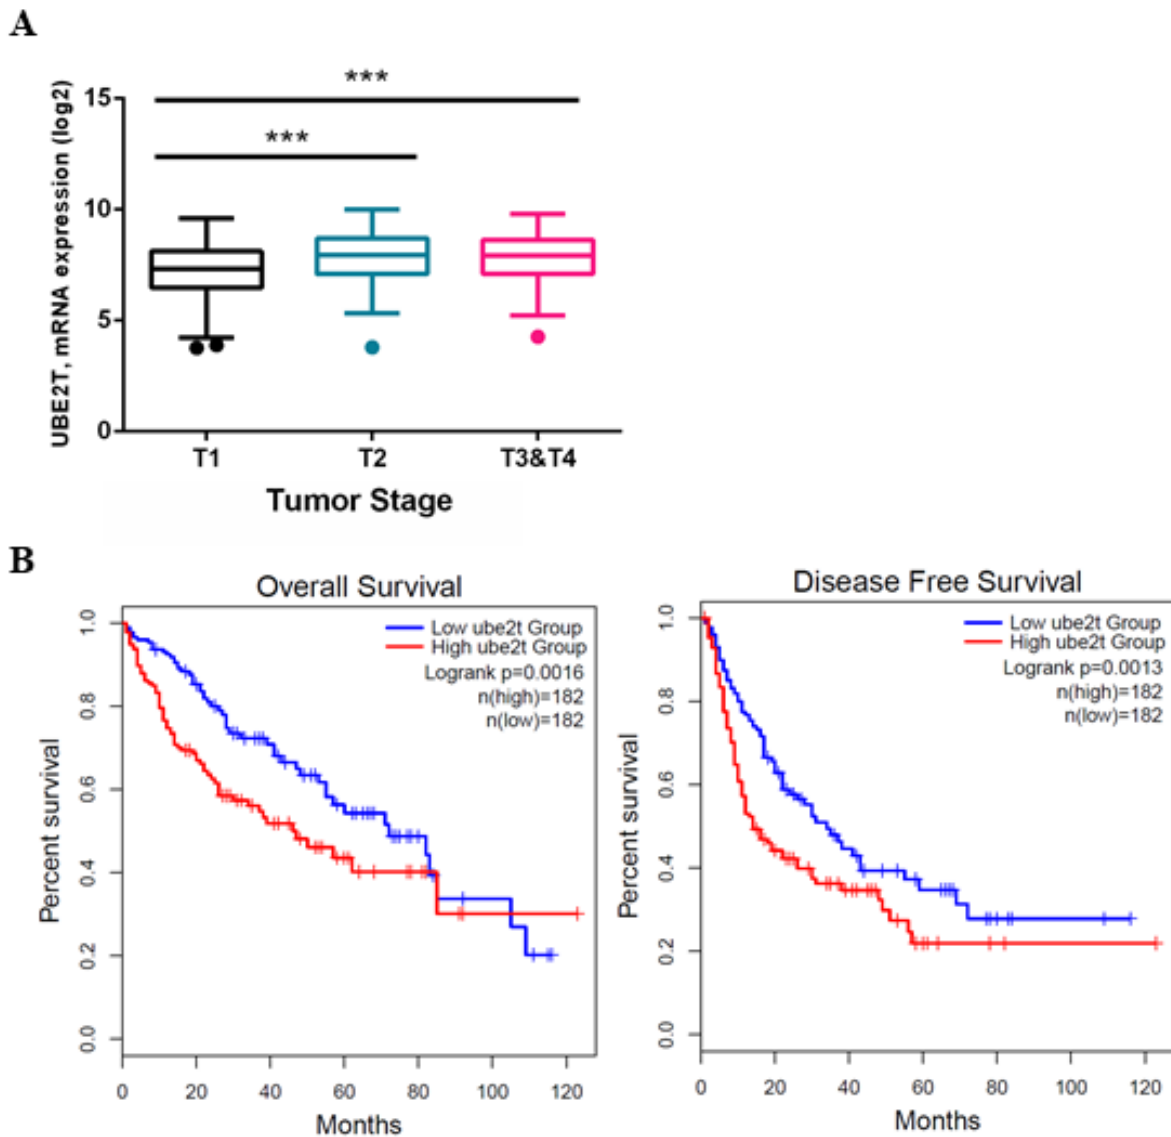 A
***
***
UBE2T, mRNA expression (log2)
15
10
5
0
T1
T2
T3&T4
Tumor Stage
B
Overall Survival
Low ube2t Group
High ube2t Group
Logrank p=0.0016
n(high)=182
n(low)=182
Percent survival
1.0
0.8
0.6
0.4
0.2
0.0
0 20 40 60 80 100 120
Months
Disease Free Survival
Low ube2t Group
High ube2t Group
Logrank p=0.0013
n(high)=182
n(low)=182
Percent survival
1.0
0.8
0.6
0.4
0.2
0.0
0 20 40 60 80 100 120
Months